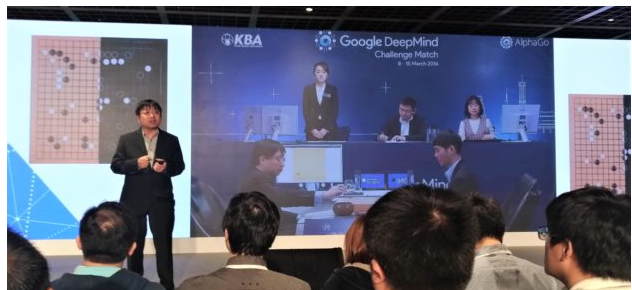 KBA
Google DeepMind
Challenge Match
8 - 15 March 2016
AlphaGo